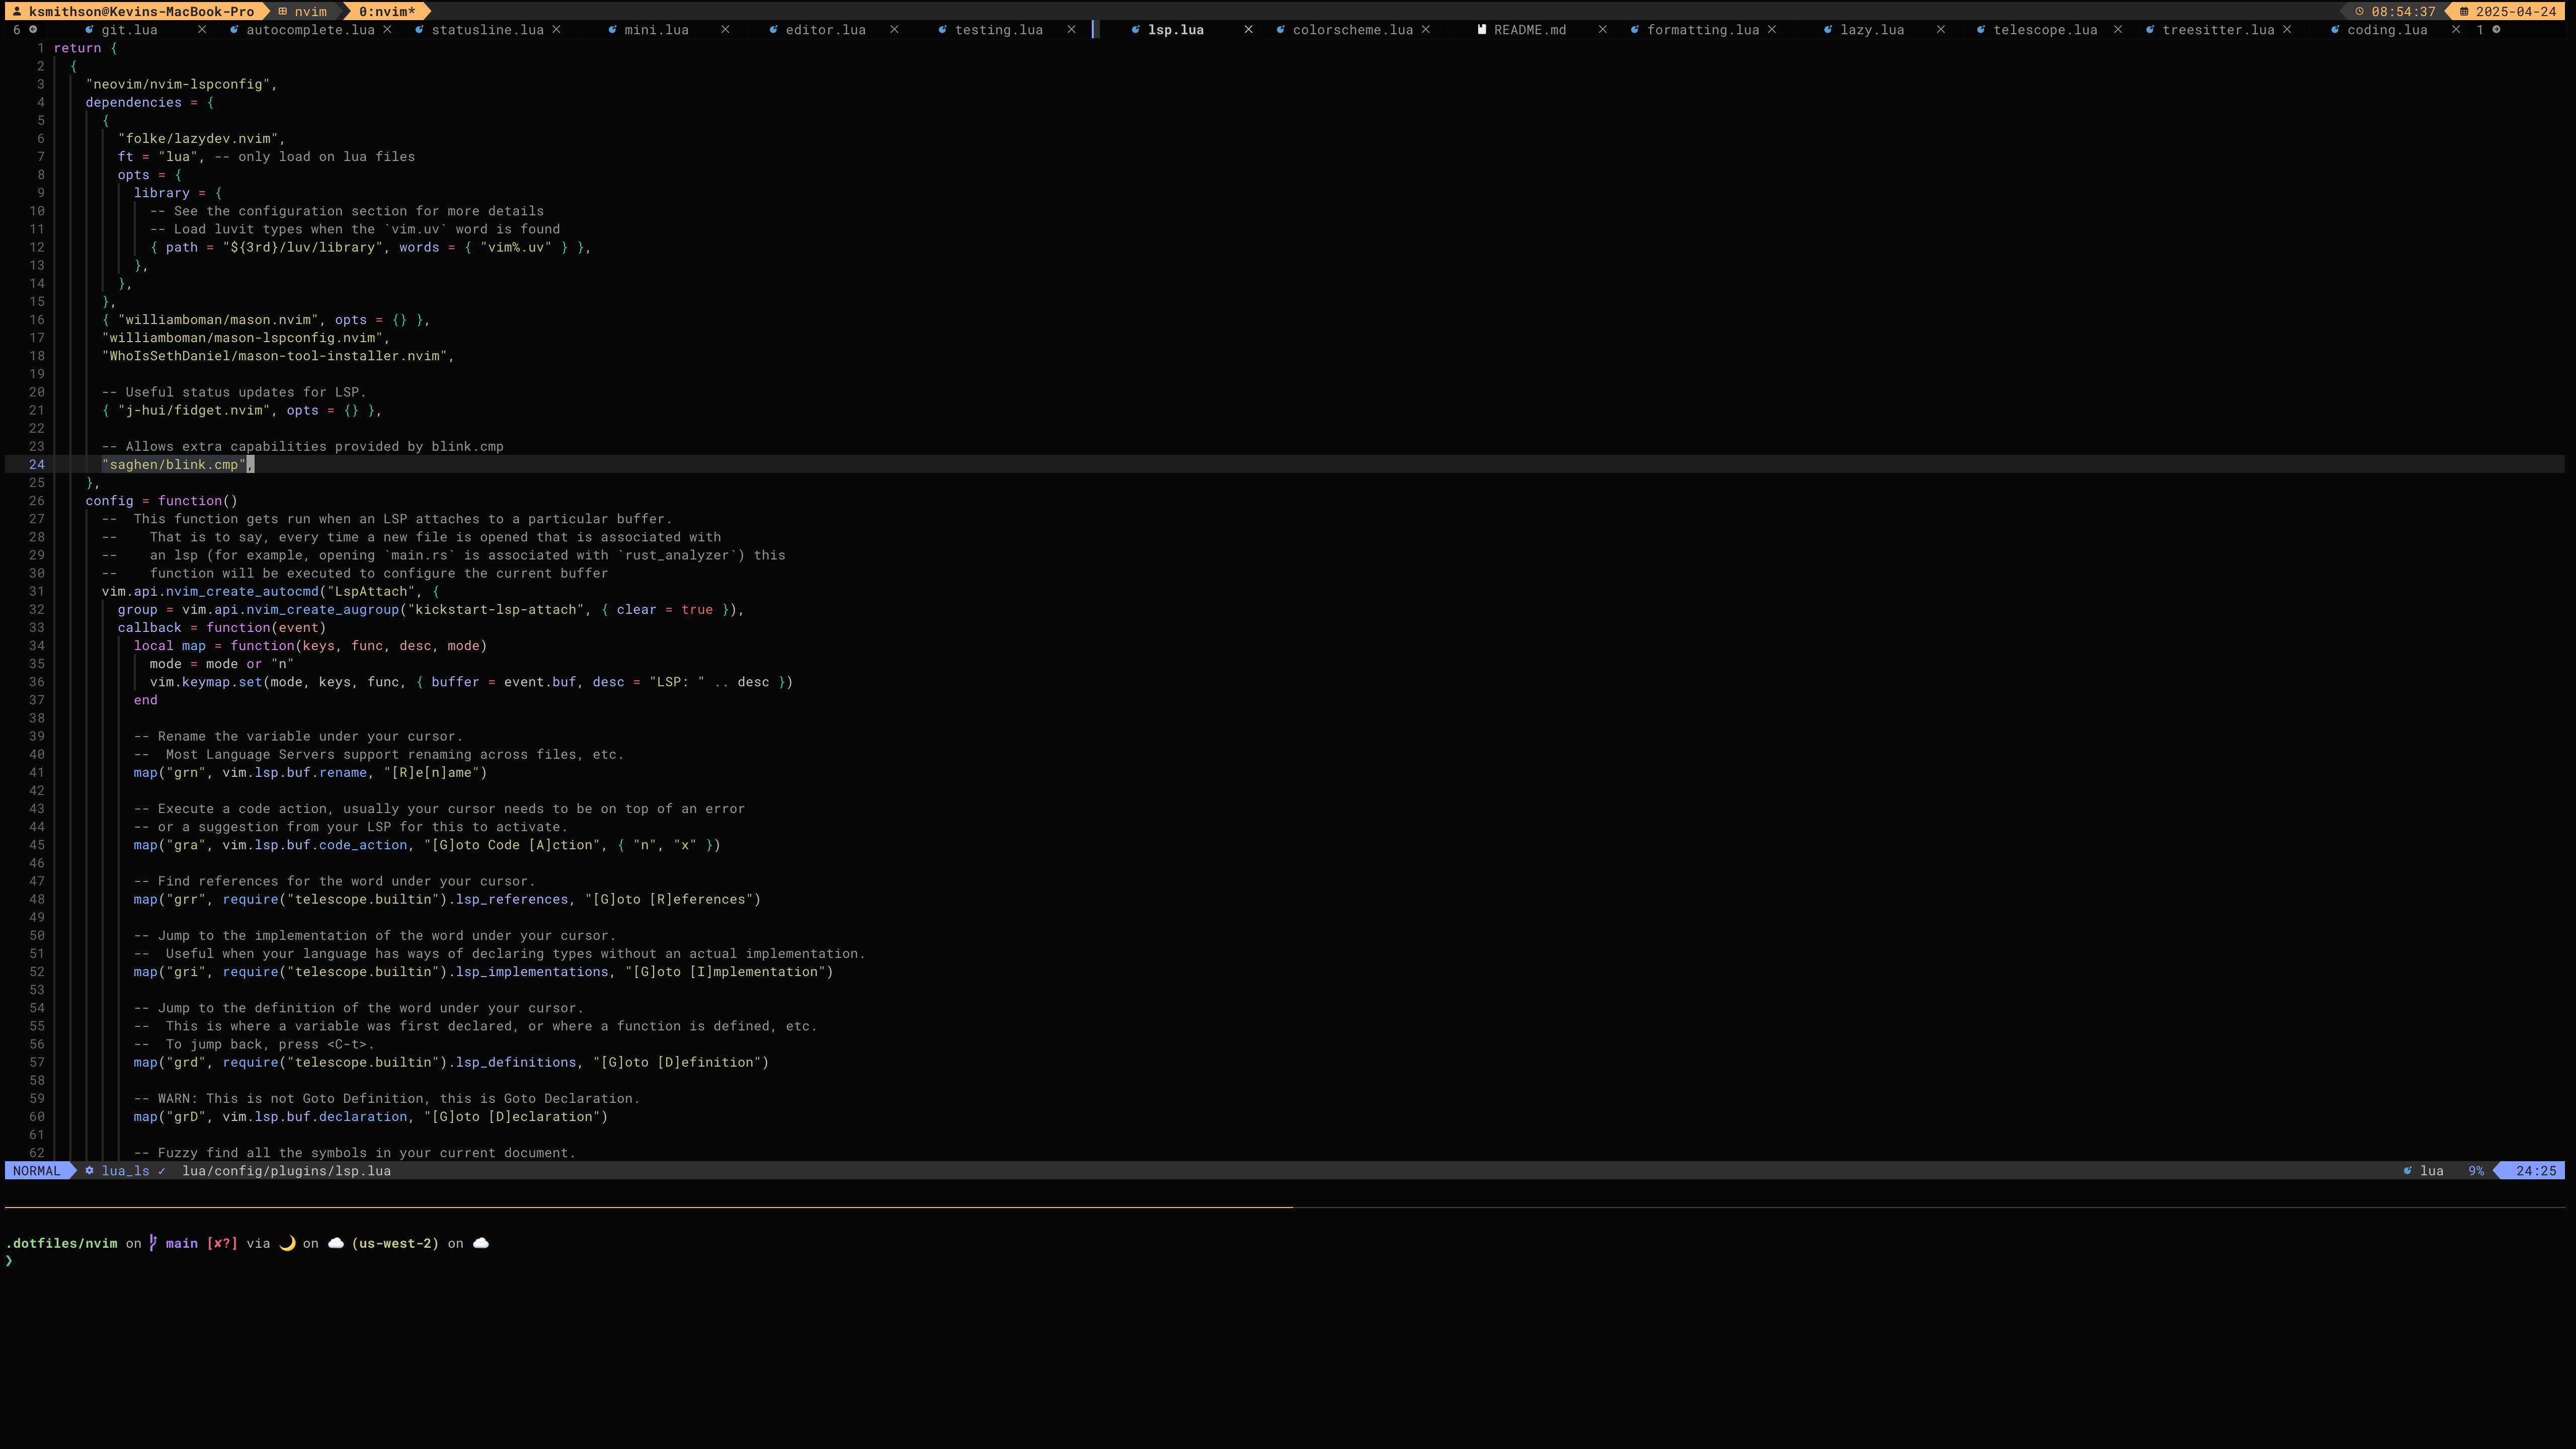 ksmithson@Kevins-MacBook-Pro nvim 0:nvim* 08:54:37 2025-04-24
6 git.lua autocomplete.lua statusline.lua mini.lua editor.lua testing.lua lsp.lua colorscheme.lua README.md formatting.lua lazy.lua telescope.lua treesitter.lua coding.lua 1
1 return {
2   {
3     "neovim/nvim-lspconfig",
4     dependencies = {
5       {
6         "folke/lazydev.nvim",
7         ft = "lua", -- only load on lua files
8         opts = {
9           library = {
10             -- See the configuration section for more details
11             -- Load luvit types when the `vim.uv` word is found
12             { path = "${3rd}/luv/library", words = { "vim%.uv" } },
13           },
14         },
15       },
16       { "williamboman/mason.nvim", opts = {} },
17       "williamboman/mason-lspconfig.nvim",
18       "WhoIsSethDaniel/mason-tool-installer.nvim",
19
20       -- Useful status updates for LSP.
21       { "j-hui/fidget.nvim", opts = {} },
22
23       -- Allows extra capabilities provided by blink.cmp
24       "saghen/blink.cmp",
25     },
26     config = function()
27       --  This function gets run when an LSP attaches to a particular buffer.
28       --    That is to say, every time a new file is opened that is associated with
29       --    an lsp (for example, opening `main.rs` is associated with `rust_analyzer`) this
30       --    function will be executed to configure the current buffer
31       vim.api.nvim_create_autocmd("LspAttach", {
32         group = vim.api.nvim_create_augroup("kickstart-lsp-attach", { clear = true }),
33         callback = function(event)
34           local map = function(keys, func, desc, mode)
35             mode = mode or "n"
36             vim.keymap.set(mode, keys, func, { buffer = event.buf, desc = "LSP: " .. desc })
37           end
38
39           -- Rename the variable under your cursor.
40           --  Most Language Servers support renaming across files, etc.
41           map("grn", vim.lsp.buf.rename, "[R]e[n]ame")
42
43           -- Execute a code action, usually your cursor needs to be on top of an error
44           -- or a suggestion from your LSP for this to activate.
45           map("gra", vim.lsp.buf.code_action, "[G]oto Code [A]ction", { "n", "x" })
46
47           -- Find references for the word under your cursor.
48           map("grr", require("telescope.builtin").lsp_references, "[G]oto [R]eferences")
49
50           -- Jump to the implementation of the word under your cursor.
51           --  Useful when your language has ways of declaring types without an actual implementation.
52           map("gri", require("telescope.builtin").lsp_implementations, "[G]oto [I]mplementation")
53
54           -- Jump to the definition of the word under your cursor.
55           --  This is where a variable was first declared, or where a function is defined, etc.
56           --  To jump back, press <C-t>.
57           map("grd", require("telescope.builtin").lsp_definitions, "[G]oto [D]efinition")
58
59           -- WARN: This is not Goto Definition, this is Goto Declaration.
60           map("grD", vim.lsp.buf.declaration, "[G]oto [D]eclaration")
61
62           -- Fuzzy find all the symbols in your current document.
NORMAL lua_ls ✓ lua/config/plugins/lsp.lua lua 9% 24:25
.dotfiles/nvim on main [✘?] via 🌙 on ☁️ (us-west-2) on ☁️
❯